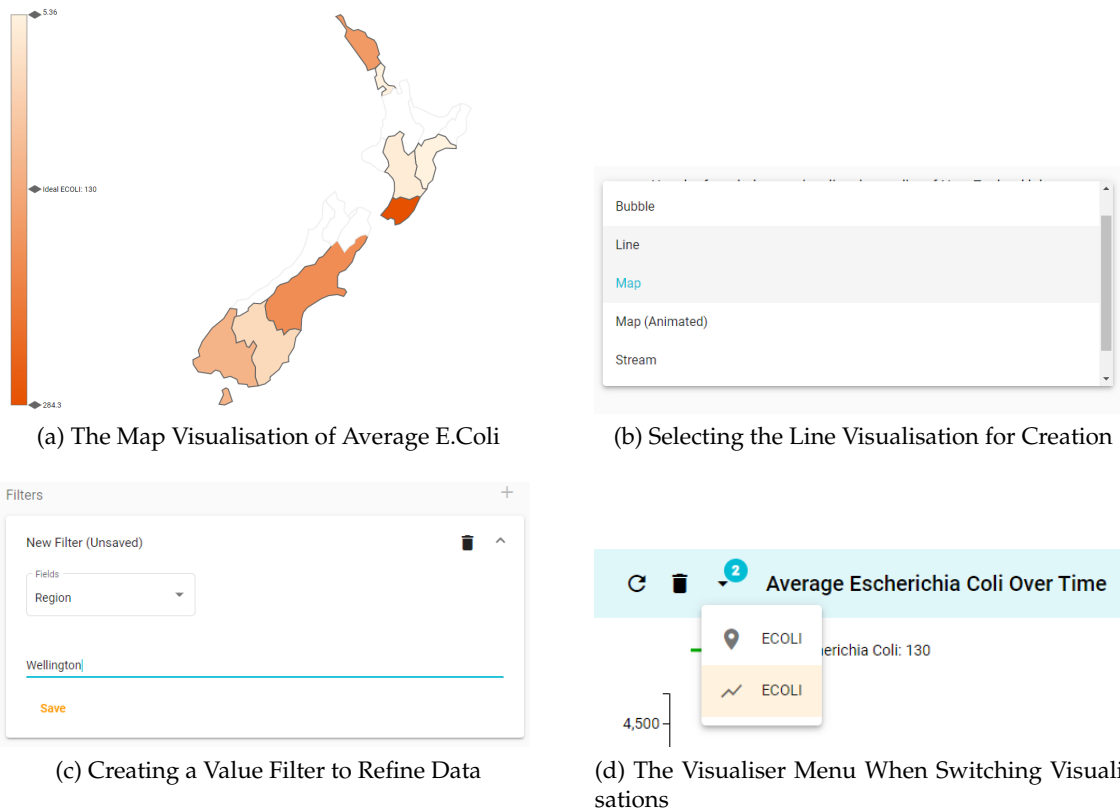 5.36
Ideal ECOLI: 130
284.3
(a) The Map Visualisation of Average E.Coli
Bubble
Line
Map
Map (Animated)
Stream
(b) Selecting the Line Visualisation for Creation
Filters
New Filter (Unsaved)
Fields
Region
Wellington
Save
(c) Creating a Value Filter to Refine Data
2
Average Escherichia Coli Over Time
ECOLI
erichia Coli: 130
ECOLI
4,500
(d) The Visualiser Menu When Switching Visuali
sations